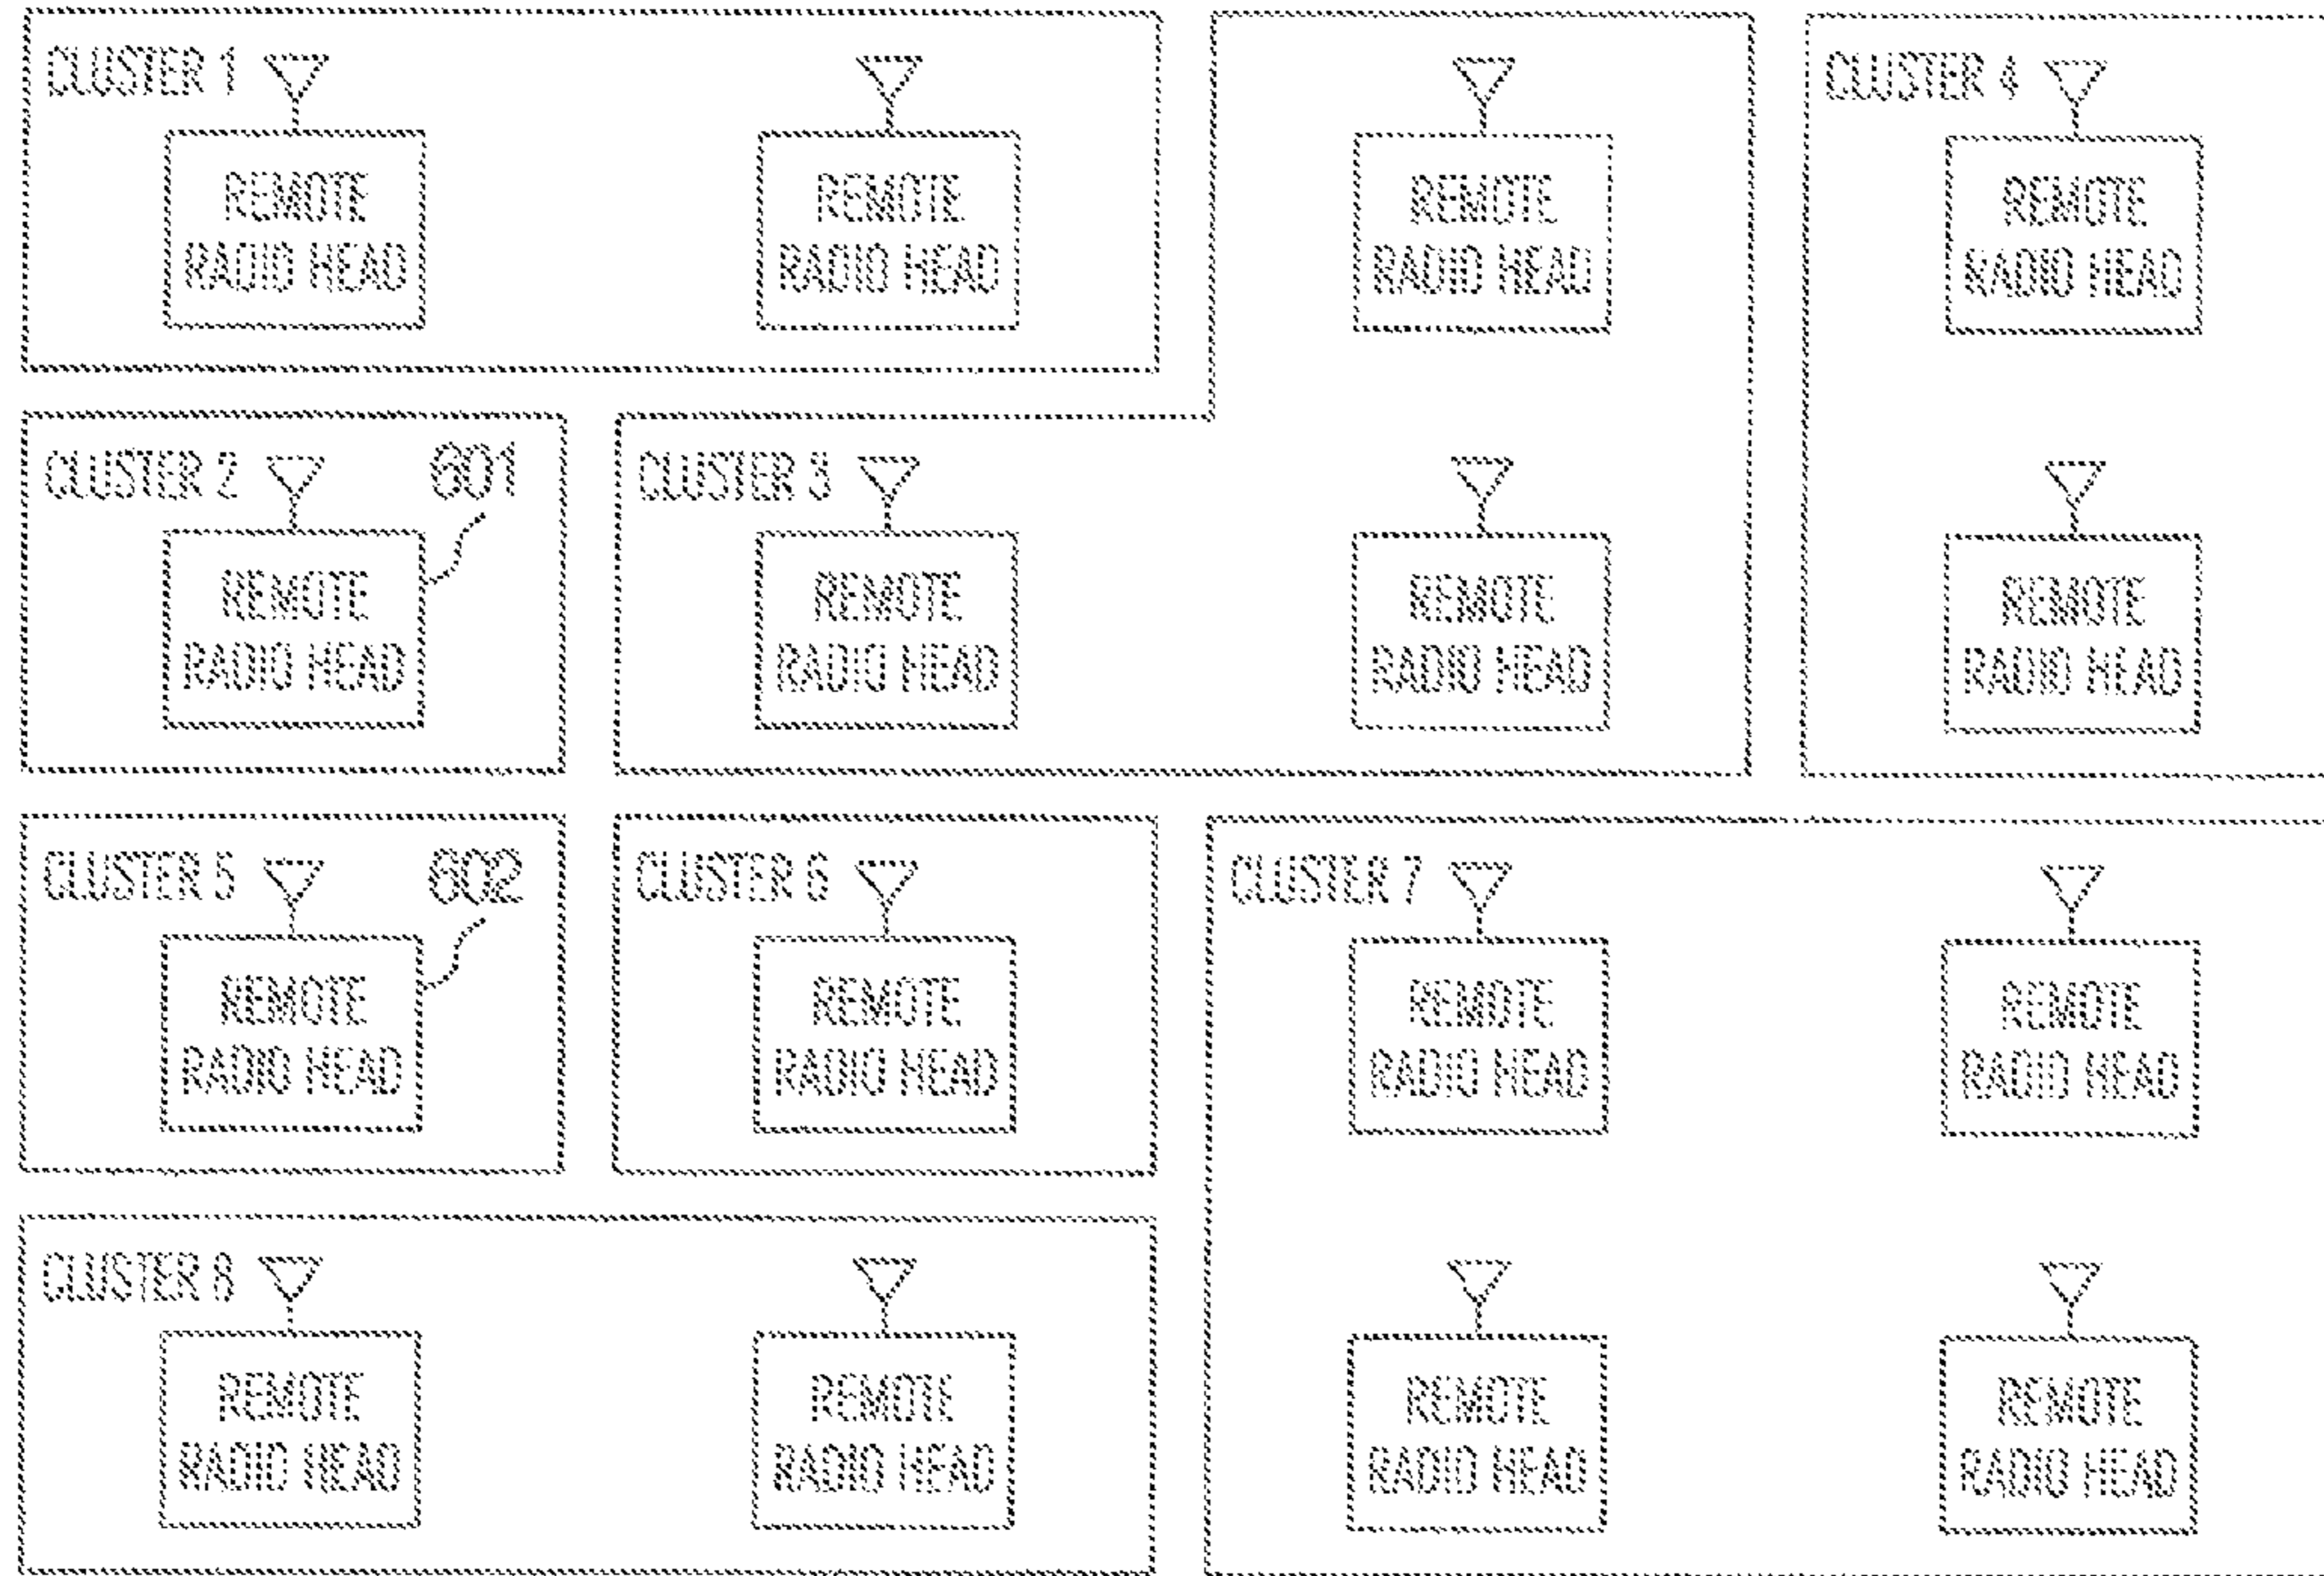 CLUSTER 1
REMOTE
RADIO HEAD
REMOTE
RADIO HEAD
REMOTE
RADIO HEAD
CLUSTER 4
REMOTE
RADIO HEAD
CLUSTER 2
601
REMOTE
RADIO HEAD
CLUSTER 3
REMOTE
RADIO HEAD
REMOTE
RADIO HEAD
REMOTE
RADIO HEAD
CLUSTER 5
602
REMOTE
RADIO HEAD
CLUSTER 6
REMOTE
RADIO HEAD
CLUSTER 7
REMOTE
RADIO HEAD
REMOTE
RADIO HEAD
CLUSTER 8
REMOTE
RADIO HEAD
REMOTE
RADIO HEAD
REMOTE
RADIO HEAD
REMOTE
RADIO HEAD